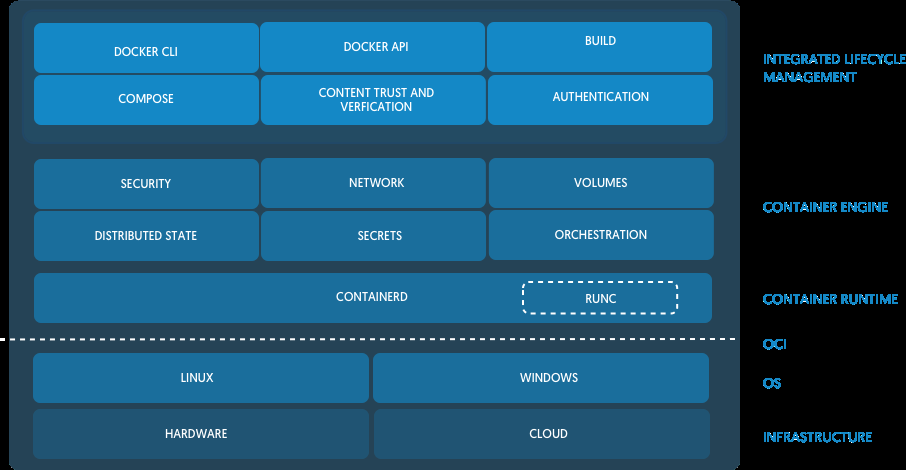 DOCKER CLI
DOCKER API
BUILD
INTEGRATED LIFECYCLE
MANAGEMENT
COMPOSE
CONTENT TRUST AND
VERFICATION
AUTHENTICATION
SECURITY
NETWORK
VOLUMES
CONTAINER ENGINE
DISTRIBUTED STATE
SECRETS
ORCHESTRATION
CONTAINERD
RUNC
CONTAINER RUNTIME
OCI
LINUX
WINDOWS
OS
HARDWARE
CLOUD
INFRASTRUCTURE